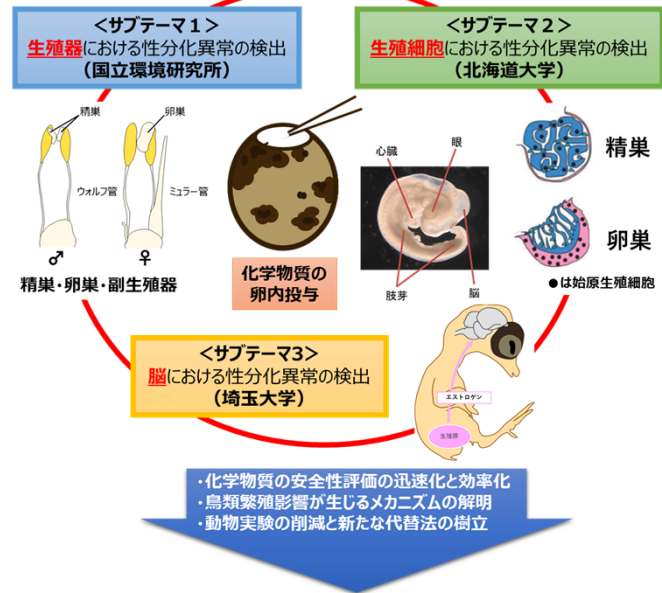 <サブテーマ1>
生殖器における性分化異常の検出
(国立環境研究所)
<サブテーマ2>
生殖細胞における性分化異常の検出
(北海道大学)
精巣
卵巣
ウォルフ管
ミュラー管
♂
♀
精巣・卵巣・副生殖器
化学物質の
卵内投与
心臓
眼
肢芽
脳
精巣
卵巣
●は始原生殖細胞
<サブテーマ3>
脳における性分化異常の検出
(埼玉大学)
エストロゲン
生殖腺
・化学物質の安全性評価の迅速化と効率化
・鳥類繁殖影響が生じるメカニズムの解明
・動物実験の削減と新たな代替法の樹立